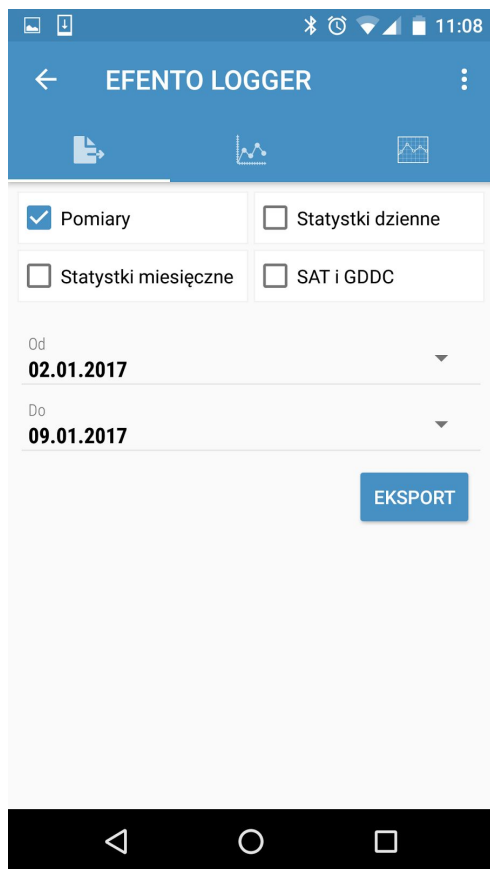 11:08
EFENTO LOGGER
Pomiary
Statystki dzienne
Statystki miesięczne
SAT i GDDC
Od
02.01.2017
Do
09.01.2017
EKSPORT